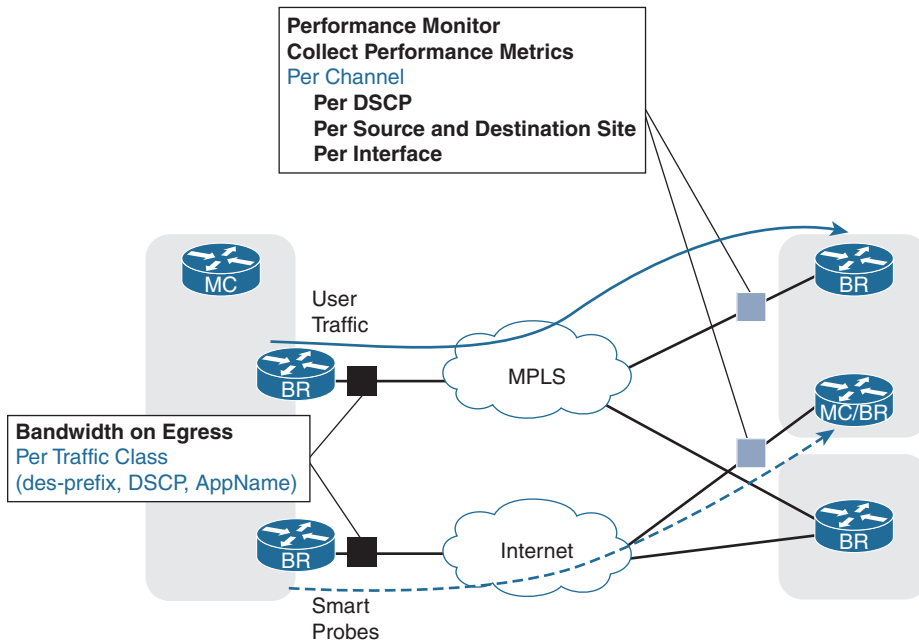 Performance Monitor
Collect Performance Metrics
Per Channel
Per DSCP
Per Source and Destination Site
Per Interface
MC
BR
User
Traffic
BR
MPLS
MC/BR
Bandwidth on Egress
Per Traffic Class
(des-prefix, DSCP, AppName)
BR
Internet
BR
Smart
Probes